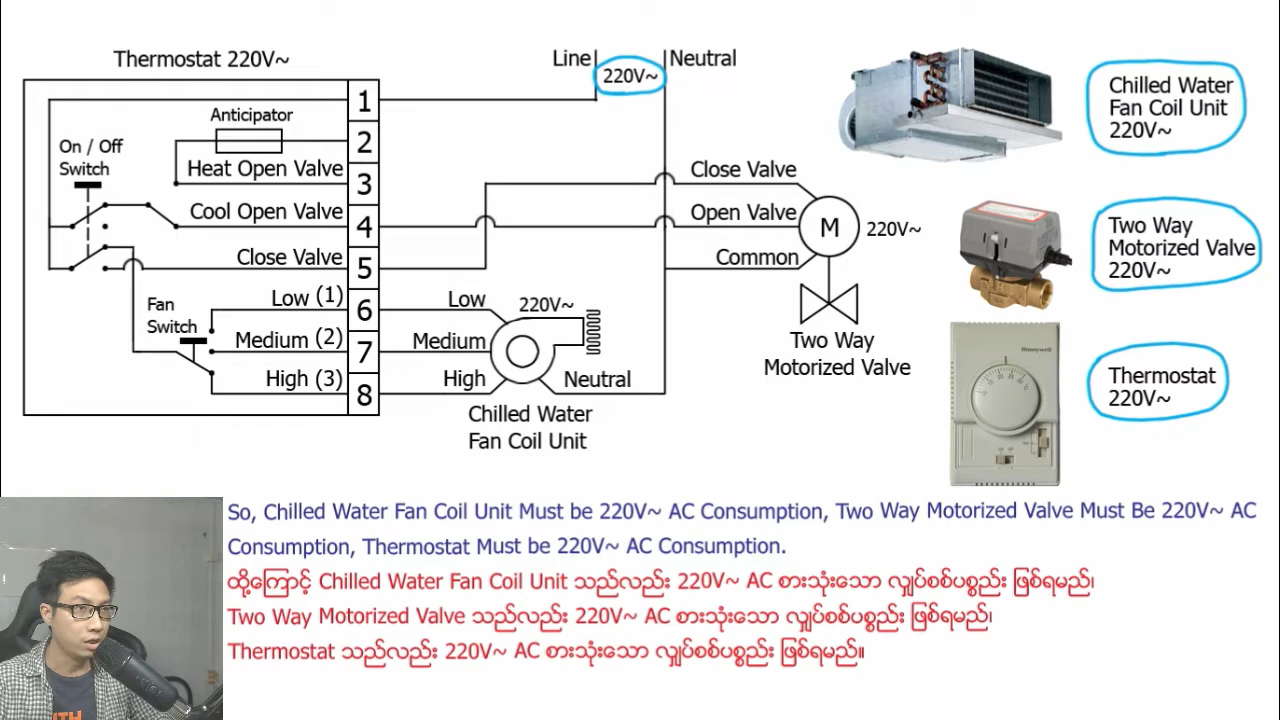 Thermostat 220V~
Line
220V~
Neutral
Chilled Water
Fan Coil Unit
220V~
1
Anticipator
2
On / Off
Switch
Heat Open Valve
3
Close Valve
Cool Open Valve
4
Open Valve
M
220V~
Two Way
Motorized Valve
220V~
Close Valve
5
Common
Fan
Switch
Low (1)
6
Low
220V~
Medium (2)
7
Medium
Two Way
Motorized Valve
High (3)
8
High
Neutral
Chilled Water
Fan Coil Unit
Honeywell
Thermostat
220V~
So, Chilled Water Fan Coil Unit Must be 220V~ AC Consumption, Two Way Motorized Valve Must Be 220V~ AC
Consumption, Thermostat Must be 220V~ AC Consumption.
ထို့ကြောင့် Chilled Water Fan Coil Unit သည်လည်း 220V~ AC စားသုံးသော လျှပ်စစ်ပစ္စည်း ဖြစ်ရမည်၊
Two Way Motorized Valve သည်လည်း 220V~ AC စားသုံးသော လျှပ်စစ်ပစ္စည်း ဖြစ်ရမည်၊
Thermostat သည်လည်း 220V~ AC စားသုံးသော လျှပ်စစ်ပစ္စည်း ဖြစ်ရမည်။